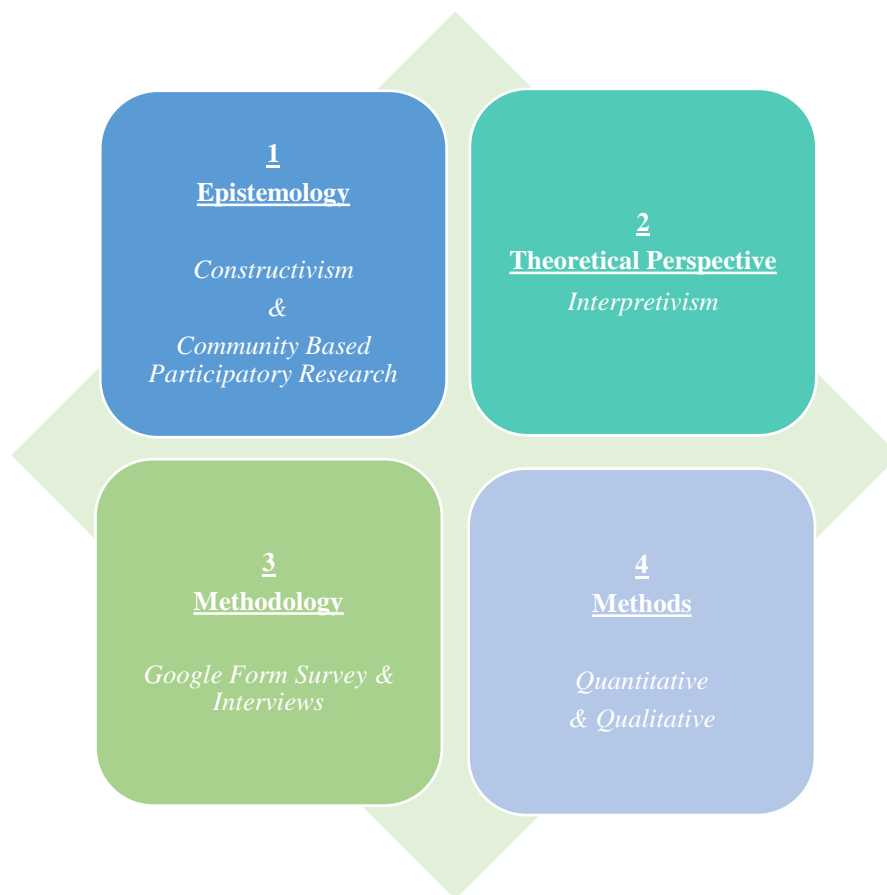 1
Epistemology
Constructivism
&
Community Based
Participatory Research
2
Theoretical Perspective
Interpretivism
3
Methodology
Google Form Survey &
Interviews
4
Methods
Quantitative
& Qualitative